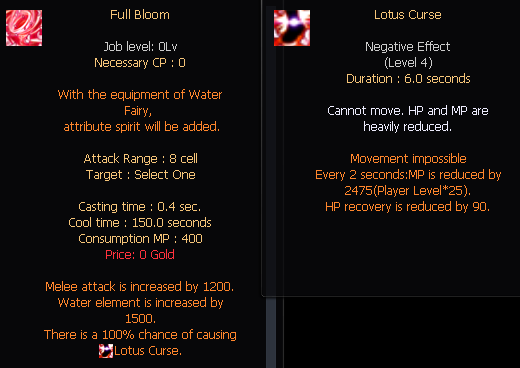 Full Bloom
Job level: 0Lv
Necessary CP : 0
With the equipment of Water
Fairy,
attribute spirit will be added.
Attack Range : 8 cell
Target : Select One
Casting time : 0.4 sec.
Cool time : 150.0 seconds
Consumption MP : 400
Price: 0 Gold
Melee attack is increased by 1200.
Water element is increased by
1500.
There is a 100% chance of causing
Lotus Curse.
Lotus Curse
Negative Effect
(Level 4)
Duration : 6.0 seconds
Cannot move. HP and MP are
heavily reduced.
Movement impossible
Every 2 seconds:MP is reduced by
2475(Player Level*25).
HP recovery is reduced by 90.